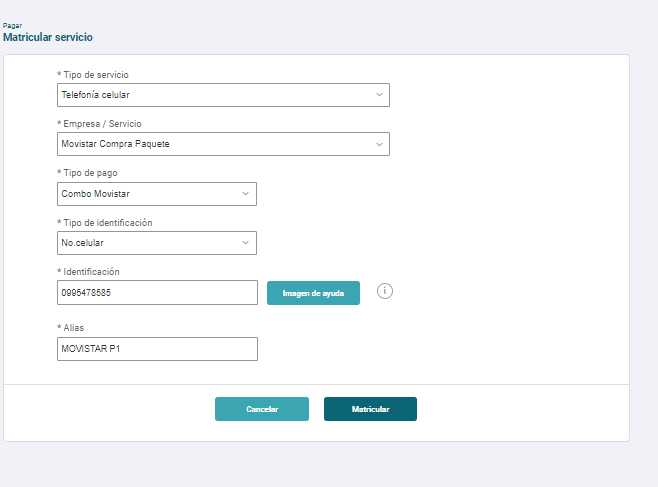 Pagar
Matricular servicio
* Tipo de servicio
Telefonía celular
* Empresa / Servicio
Movistar Compra Paquete
* Tipo de pago
Combo Movistar
* Tipo de identificación
No.celular
* Identificación
0995478585
Imagen de ayuda
i
* Alias
MOVISTAR P1
Cancelar
Matricular